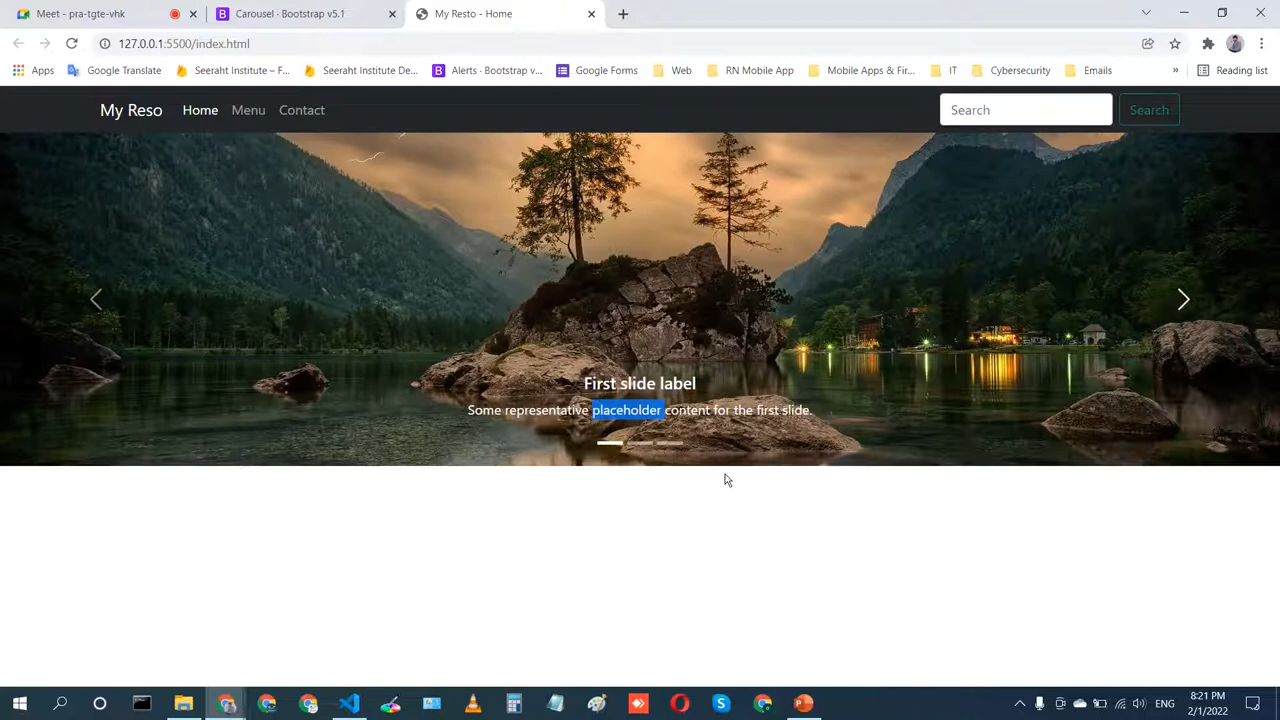 Meet - pra-tgte-vhk
Carousel · Bootstrap v5.1
My Resto - Home
127.0.0.1:5500/index.html
Apps
Google Translate
Seeraht Institute – F...
Seeraht Institute De...
Alerts · Bootstrap v...
Google Forms
Web
RN Mobile App
Mobile Apps & Fir...
IT
Cybersecurity
Emails
»
Reading list
My Reso
Home
Menu
Contact
Search
Search
First slide label
Some representative placeholder content for the first slide.
ENG
8:21 PM
2/1/2022